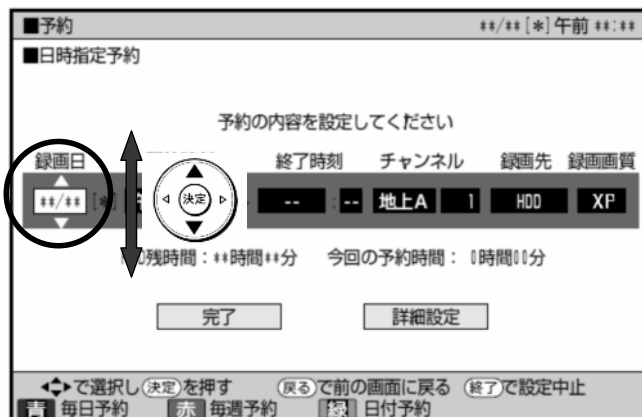 ■予約 **/**[*]午前 **:**
■日時指定予約
予約の内容を設定してください
録画日 終了時刻 チャンネル 録画先 録画画質
**/** [*] 決定 -- : -- 地上A 1 HDD XP
残時間：**時間**分 今回の予約時間： 0時間00分
完了 詳細設定
で選択し 決定 を押す 戻る で前の画面に戻る 終了 で設定中止
青 毎日予約 赤 毎週予約 緑 日付予約